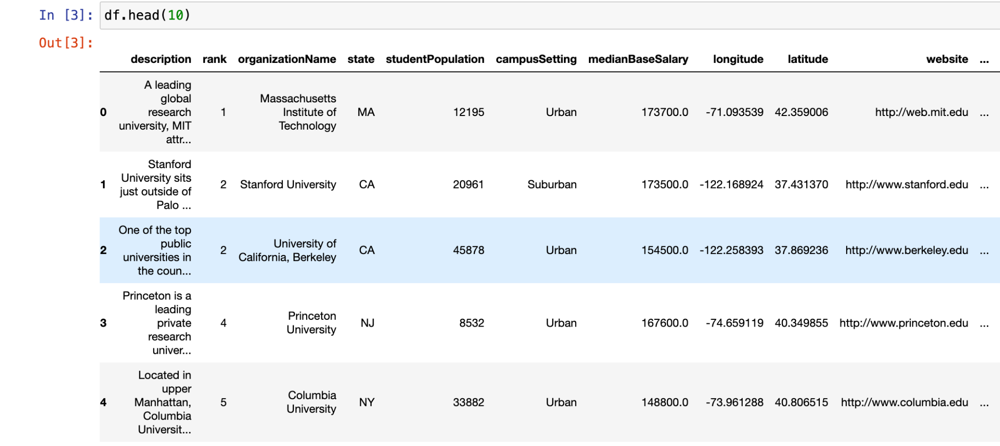 In [3]: df.head(10)
Out[3]:
description rank organizationName state studentPopulation campusSetting medianBaseSalary longitude latitude website ...
A leading
global
research
university, MIT
attr...
0 1 Massachusetts Institute of Technology MA 12195 Urban 173700.0 -71.093539 42.359006 http://web.mit.edu ...
Stanford
University sits
just outside of
Palo ...
1 2 Stanford University CA 20961 Suburban 173500.0 -122.168924 37.431370 http://www.stanford.edu ...
One of the top
public
universities in
the coun...
2 2 University of California, Berkeley CA 45878 Urban 154500.0 -122.258393 37.869236 http://www.berkeley.edu ...
Princeton is a
leading
private
research
univer...
3 4 Princeton University NJ 8532 Urban 167600.0 -74.659119 40.349855 http://www.princeton.edu ...
Located in
upper
Manhattan,
Columbia
Universit...
4 5 Columbia University NY 33882 Urban 148800.0 -73.961288 40.806515 http://www.columbia.edu ...